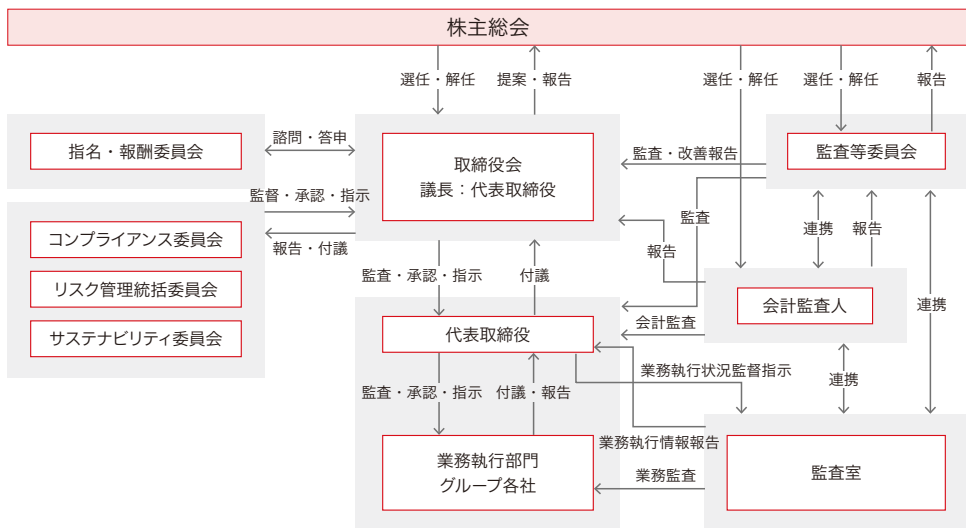 株主総会
選任・解任
提案・報告
選任・解任
選任・解任
報告
指名・報酬委員会
諮問・答申
取締役会
議長：代表取締役
監査・改善報告
監査等委員会
監督・承認・指示
監査
連携
報告
コンプライアンス委員会
報告・付議
報告
リスク管理統括委員会
監査・承認・指示
付議
会計監査人
連携
サステナビリティ委員会
代表取締役
会計監査
業務執行状況監督指示
連携
監査・承認・指示
付議・報告
業務執行情報報告
業務執行部門
グループ各社
業務監査
監査室